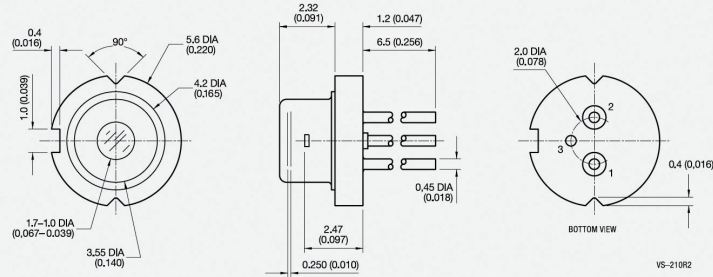 0.4
(0.016)
90°
5.6 DIA
(0.220)
4.2 DIA
(0.165)
1.0 (0.039)
1.7–1.0 DIA
(0,067–0.039)
3,55 DIA
(0.140)
2.32
(0.091)
1.2 (0.047)
6.5 (0.256)
0,45 DIA
(0.018)
2.47
(0.097)
0.250 (0.010)
2.0 DIA
(0.078)
2
3
1
0,4 (0,016)
BOTTOM VIEW
VS–210R2